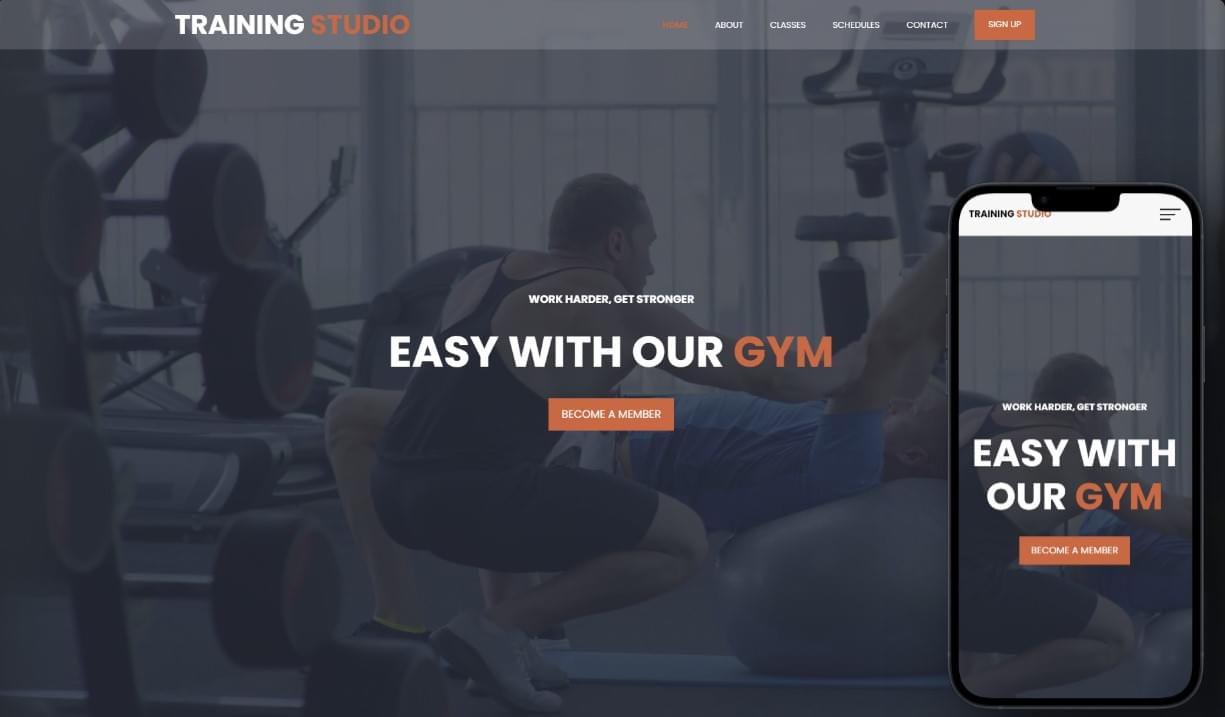 TRAINING STUDIO
HOME ABOUT CLASSES SCHEDULES CONTACT SIGN UP
WORK HARDER, GET STRONGER
EASY WITH OUR GYM
BECOME A MEMBER
TRAINING STUDIO
WORK HARDER, GET STRONGER
EASY WITH
OUR GYM
BECOME A MEMBER